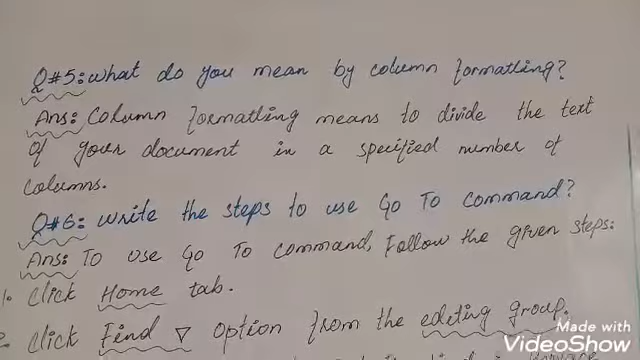 Q#5: what do you mean by column formatting?
Ans: Column formatting means to divide the text
of your document in a specified number of
columns.
Q#6: write the steps to use Go To command?
Ans: To use Go To command, Follow the given steps:
1. Click Home tab.
2. Click Find ▽ option from the editing group.
Made with
VideoShow